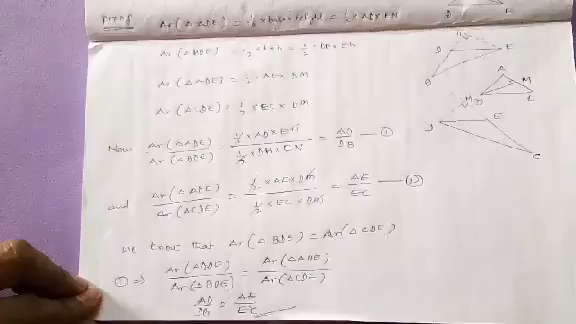 Proof Ar(△ADE) = 1/2 × base × height = 1/2 × AD × EN
Ar(△BDE) = 1/2 × b×h = 1/2 × DB × EN
Ar(△ADE) = 1/2 × AE × DM
Ar(△CDE) = 1/2 × EC × DM
Now Ar(△ADE)/Ar(△BDE) = 1/2 × AD × EN / 1/2 × DB × EN = AD/DB — ①
and Ar(△ADE)/Ar(△CDE) = 1/2 × AE × DM / 1/2 × EC × DM = AE/EC — ②
We know that Ar(△BDE) = Ar(△CDE)
① ⇒ Ar(△ADE)/Ar(△BDE) = Ar(△ADE)/Ar(△CDE)
AD/DB = AE/EC
D E
B
A
M
D E
D E
C